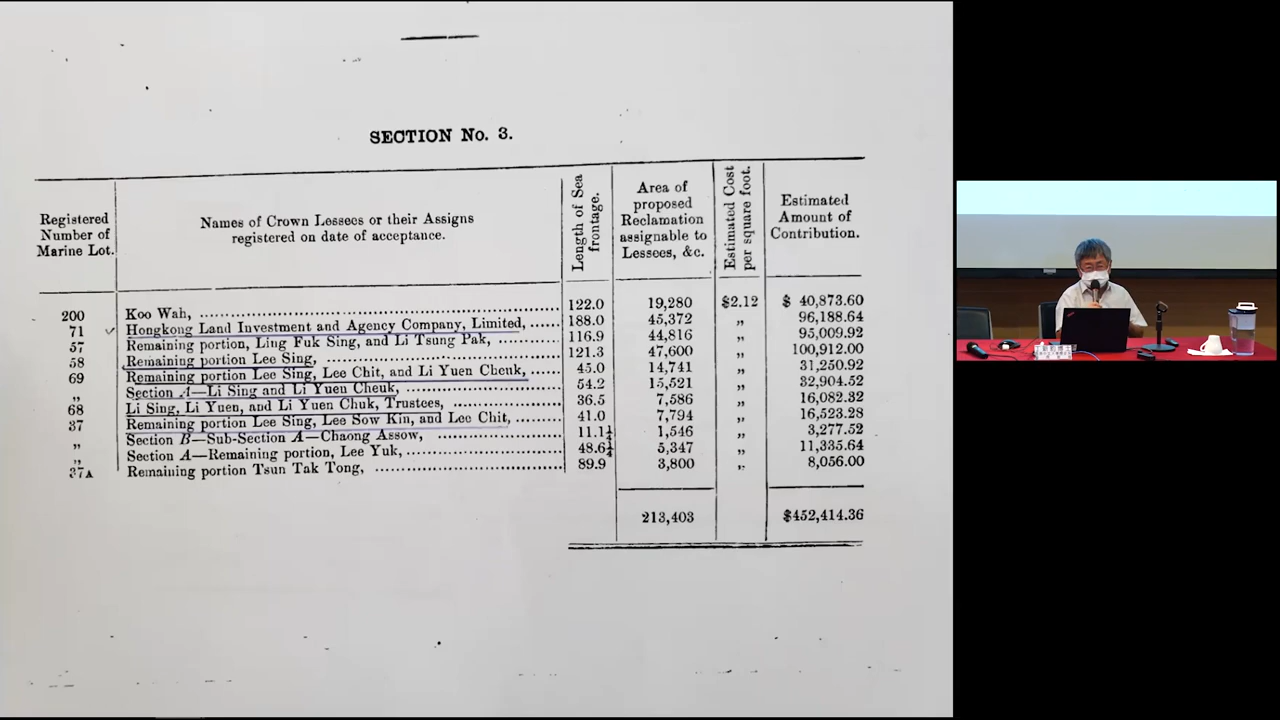 SECTION No. 3.
Registered Number of Marine Lot.
Names of Crown Lessees or their Assigns registered on date of acceptance.
Length of Sea frontage.
Area of proposed Reclamation assignable to Lessees, &c.
Estimated Cost per square foot.
Estimated Amount of Contribution.
200 Koo Wah, 122.0 19,280 $2.12 $ 40,873.60
71 Hongkong Land Investment and Agency Company, Limited, 188.0 45,372 „ 96,188.64
57 Remaining portion, Ling Fuk Sing, and Li Tsung Pak, 116.9 44,816 „ 95,009.92
58 Remaining portion Lee Sing, 121.3 47,600 „ 100,912.00
69 Remaining portion Lee Sing, Lee Chit, and Li Yuen Cheuk, 45.0 14,741 „ 31,250.92
„ Section A—Li Sing and Li Yuen Cheuk, 54.2 15,521 „ 32,904.52
68 Li Sing, Li Yuen, and Li Yuen Chuk, Trustees, 36.5 7,586 „ 16,082.32
37 Remaining portion Lee Sing, Lee Sow Kin, and Lee Chit, 41.0 7,794 „ 16,523.28
„ Section B—Sub-Section A—Chaong Assow, 11.1¼ 1,546 „ 3,277.52
„ Section A—Remaining portion, Lee Yuk, 48.6¼ 5,347 „ 11,335.64
37A Remaining portion Tsun Tak Tong, 89.9 3,800 „ 8,056.00
213,403 $452,414.36